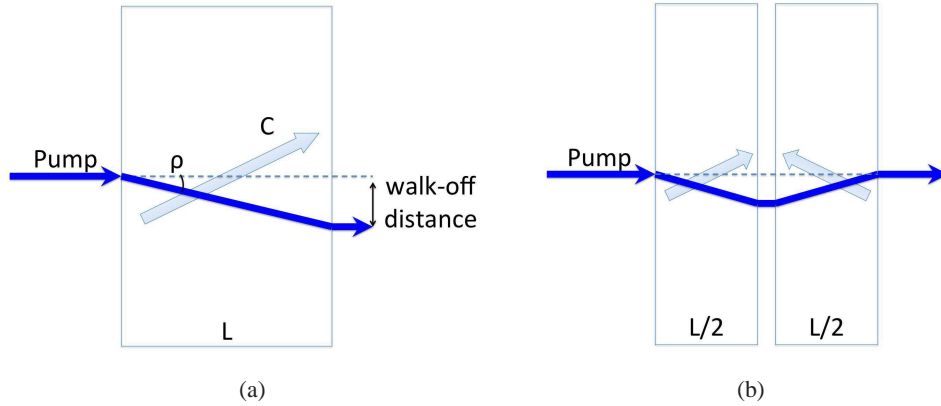 Pump
ρ
C
walk-off
distance
L
(a)
Pump
L/2
L/2
(b)